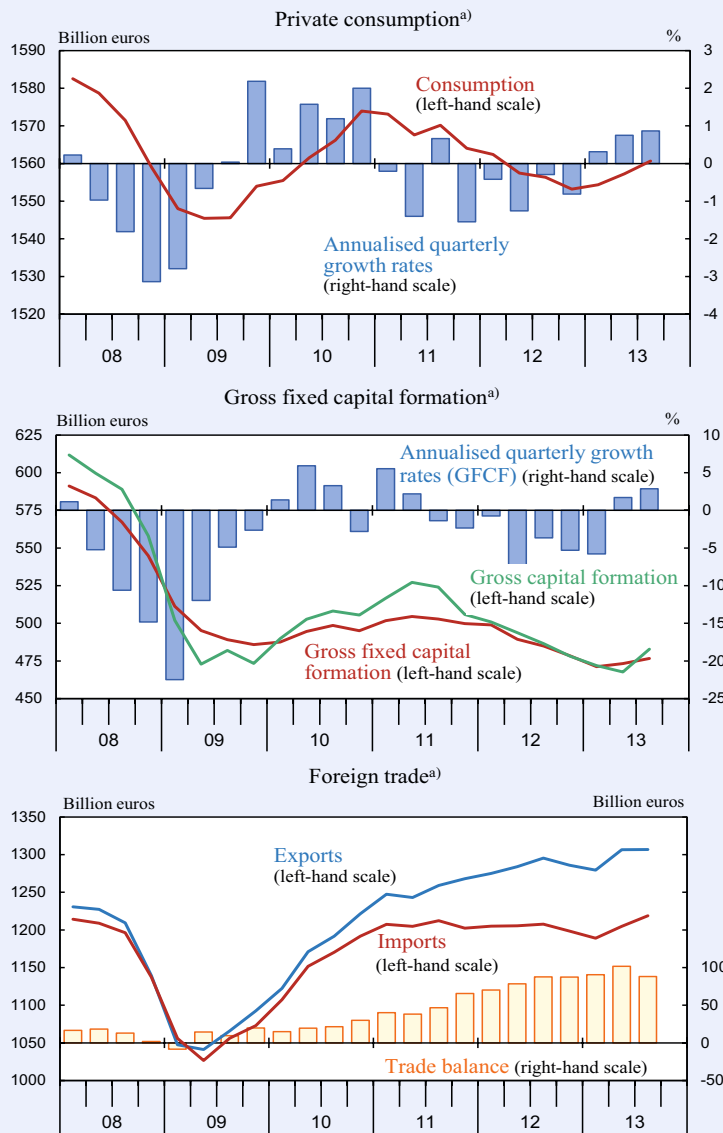 Private consumptionᵃ⁾
Billion euros %
1590 3
1580 2
Consumption
(left-hand scale)
1570 1
1560 0
1550 -1
1540 -2
Annualised quarterly
growth rates
(right-hand scale)
1530 -3
1520 -4
08 09 10 11 12 13
Gross fixed capital formationᵃ⁾
Billion euros %
625 10
Annualised quarterly growth
rates (GFCF) (right-hand scale)
600 5
575 0
550 -5
525 -10
Gross capital formation
(left-hand scale)
500 -15
Gross fixed capital
formation (left-hand scale)
475 -20
450 -25
08 09 10 11 12 13
Foreign tradeᵃ⁾
Billion euros Billion euros
1350
1300
Exports
(left-hand scale)
1250
1200
Imports
(left-hand scale)
1150 100
1100 50
1050 0
Trade balance (right-hand scale)
1000 -50
08 09 10 11 12 13